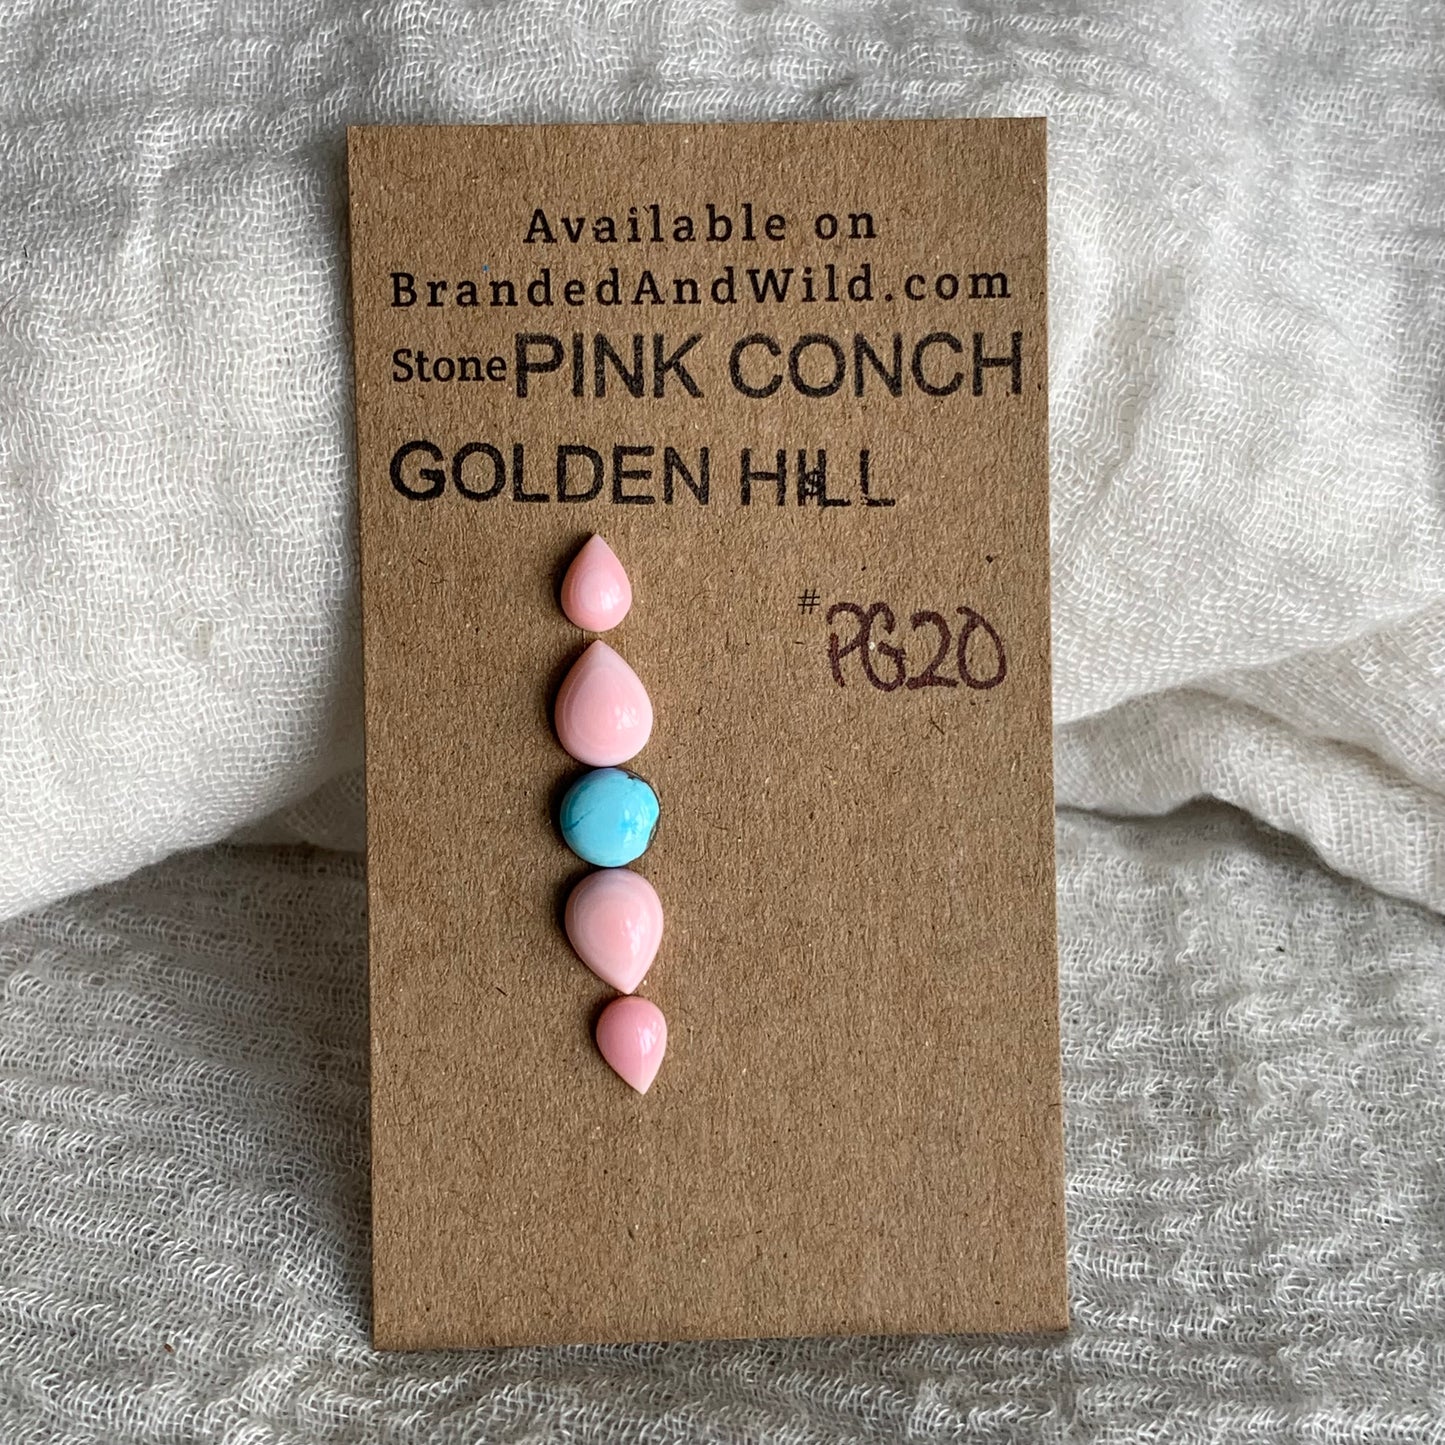 Available on
BrandedAndWild.com
Stone PINK CONCH
GOLDEN HILL
# PG20